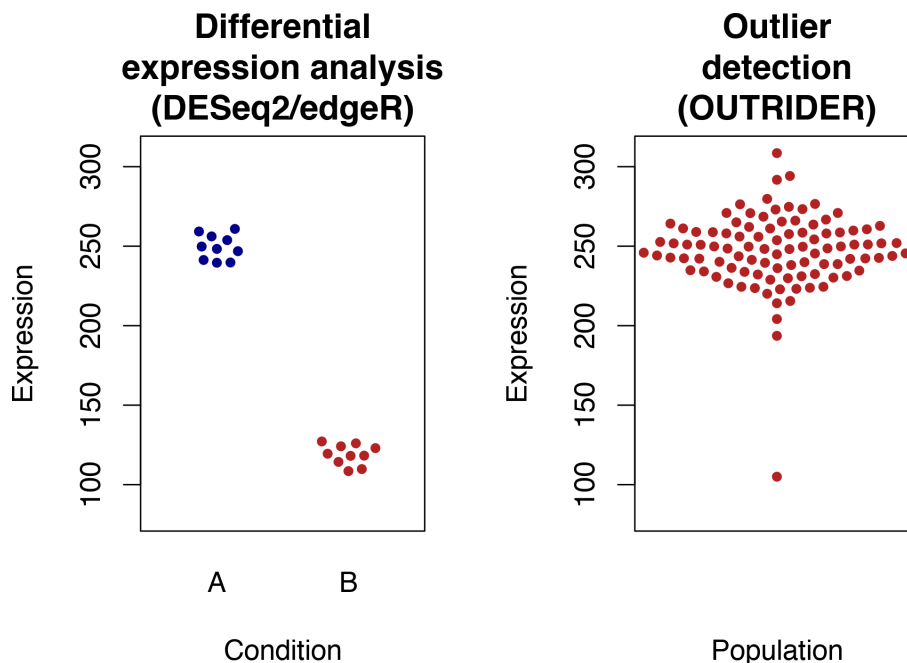 Differential
expression analysis
(DESeq2/edgeR)
300
250
200
150
100
Expression
A
B
Condition
Outlier
detection
(OUTRIDER)
300
250
200
150
100
Expression
Population